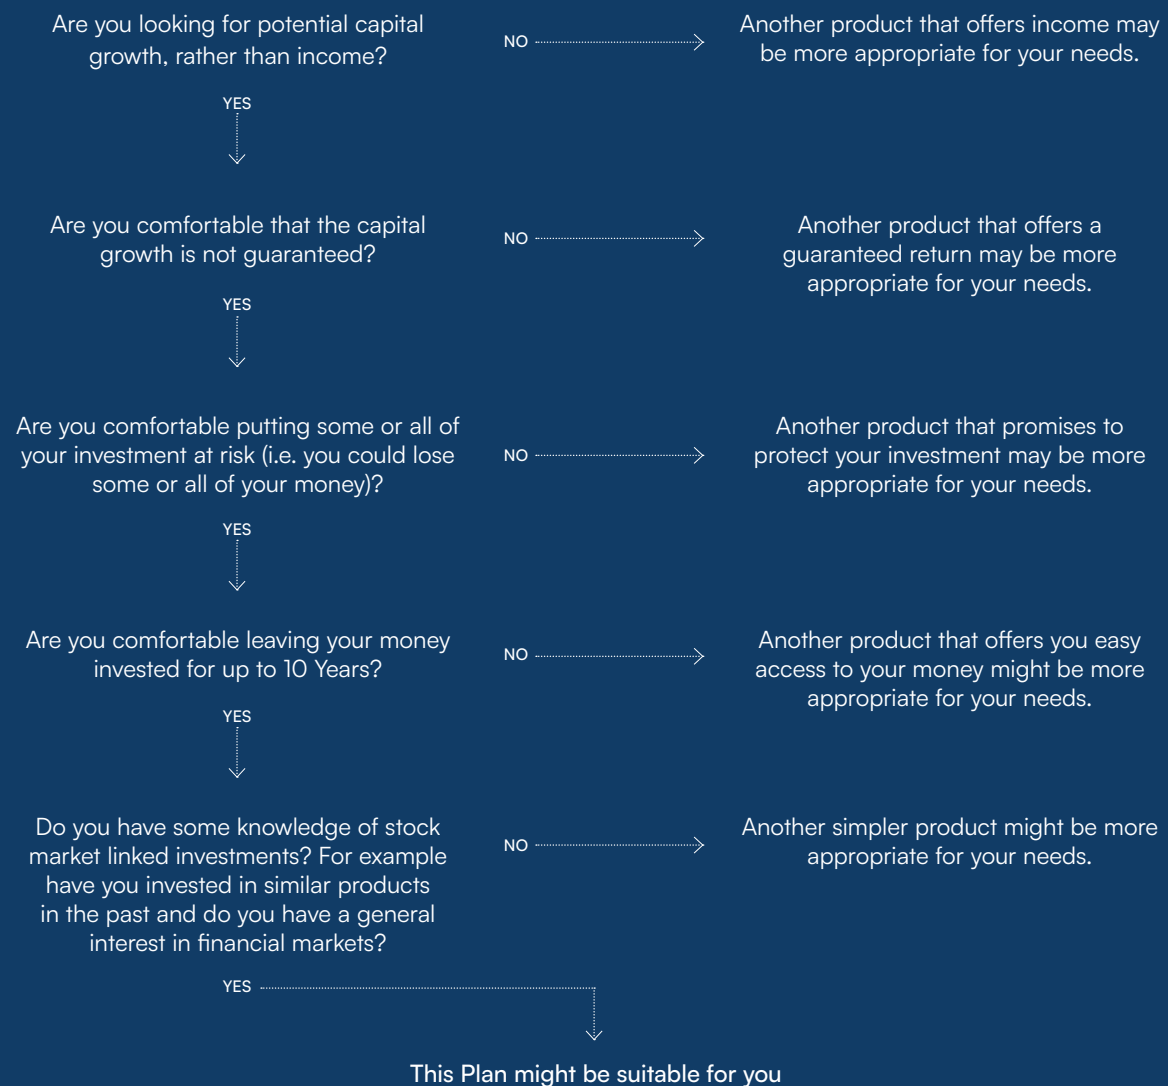 Are you looking for potential capital
growth, rather than income?
NO
Another product that offers income may
be more appropriate for your needs.
YES
Are you comfortable that the capital
growth is not guaranteed?
NO
Another product that offers a
guaranteed return may be more
appropriate for your needs.
YES
Are you comfortable putting some or all of
your investment at risk (i.e. you could lose
some or all of your money)?
NO
Another product that promises to
protect your investment may be more
appropriate for your needs.
YES
Are you comfortable leaving your money
invested for up to 10 Years?
NO
Another product that offers you easy
access to your money might be more
appropriate for your needs.
YES
Do you have some knowledge of stock
market linked investments? For example
have you invested in similar products
in the past and do you have a general
interest in financial markets?
NO
Another simpler product might be more
appropriate for your needs.
YES
This Plan might be suitable for you